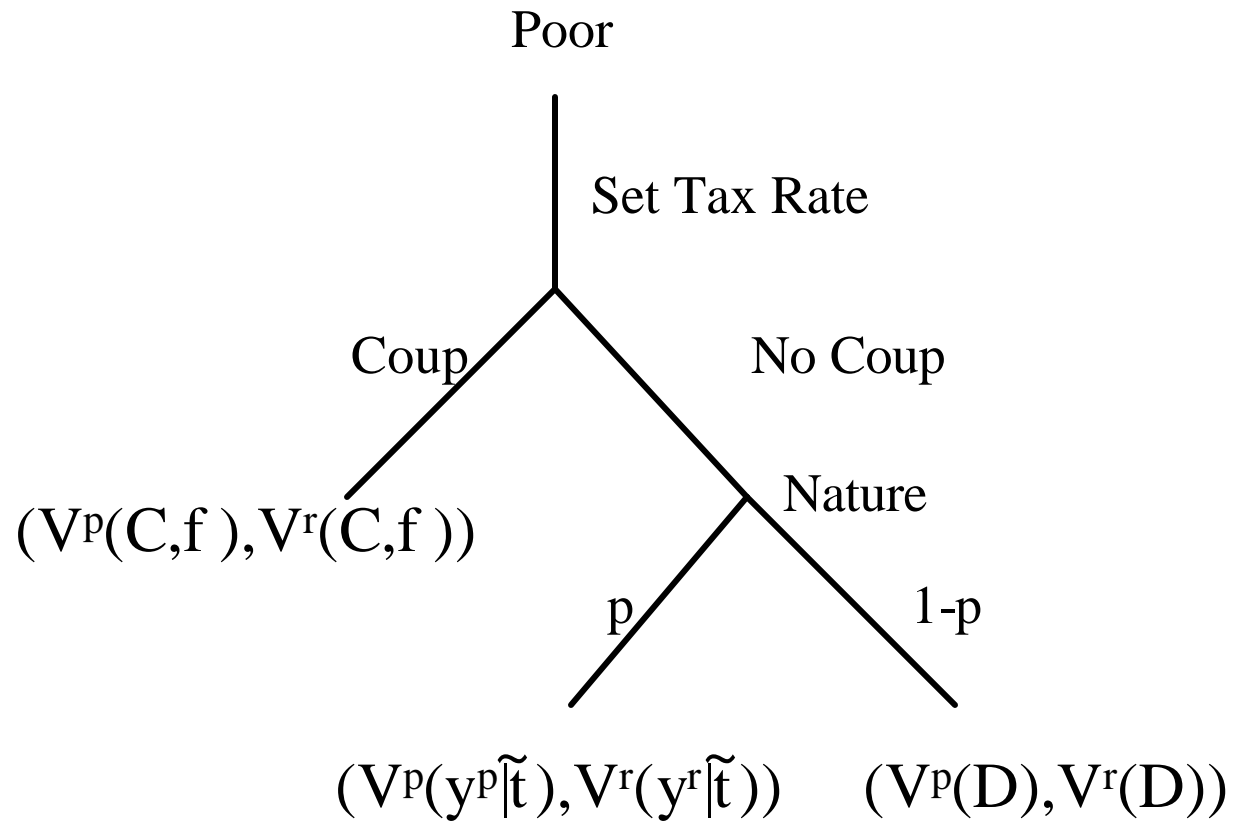 Poor
Set Tax Rate
Coup
No Coup
Nature
(Vᵖ(C,f ),Vʳ(C,f ))
p
1-p
(Vᵖ(yᵖ|t̃ ),Vʳ(yʳ|t̃ ))
(Vᵖ(D),Vʳ(D))